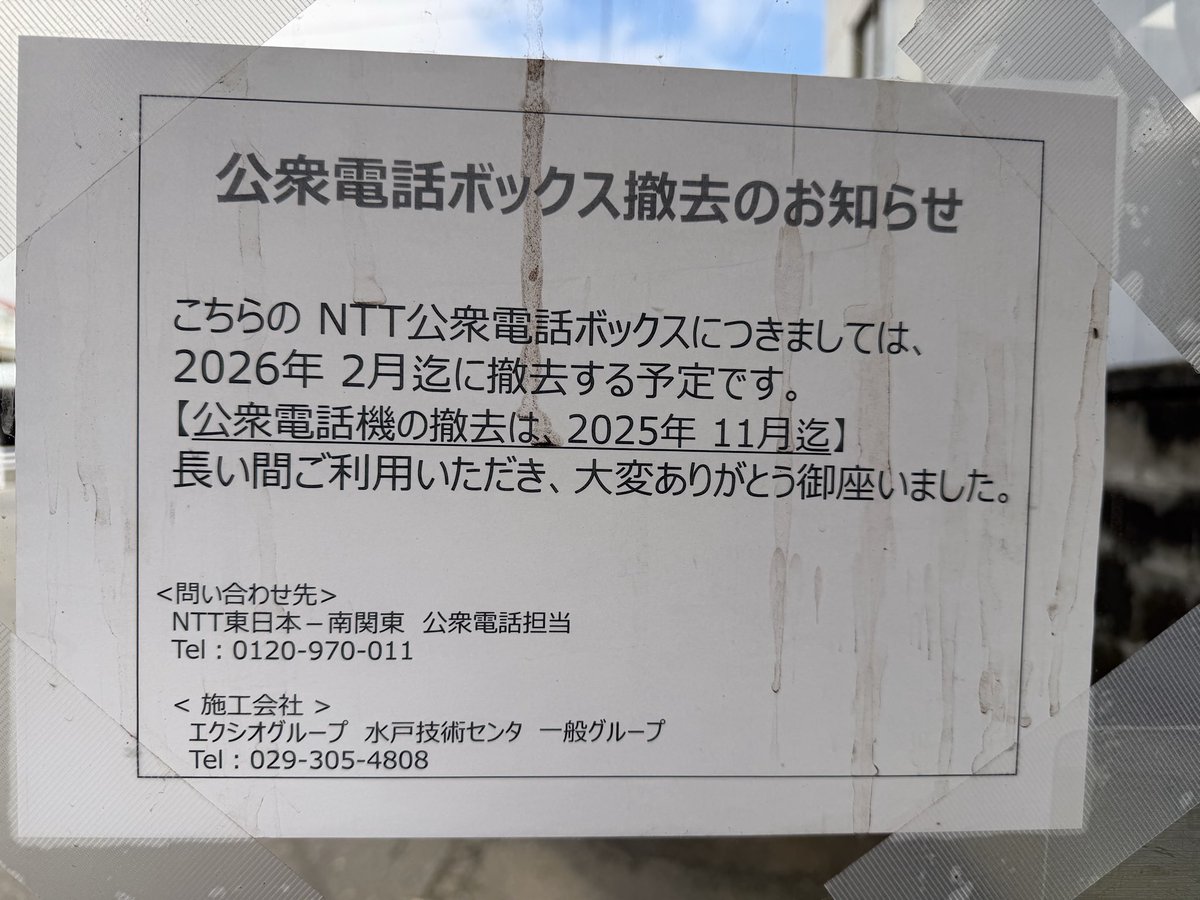 公衆電話ボックス撤去のお知らせ
こちらの NTT公衆電話ボックスにつきましては、
2026年 2月迄に撤去する予定です。
【公衆電話機の撤去は、2025年 11月迄】
長い間ご利用いただき、大変ありがとう御座いました。
<問い合わせ先>
NTT東日本－南関東 公衆電話担当
Tel：0120-970-011
< 施工会社 >
エクシオグループ 水戸技術センタ 一般グループ
Tel：029-305-4808